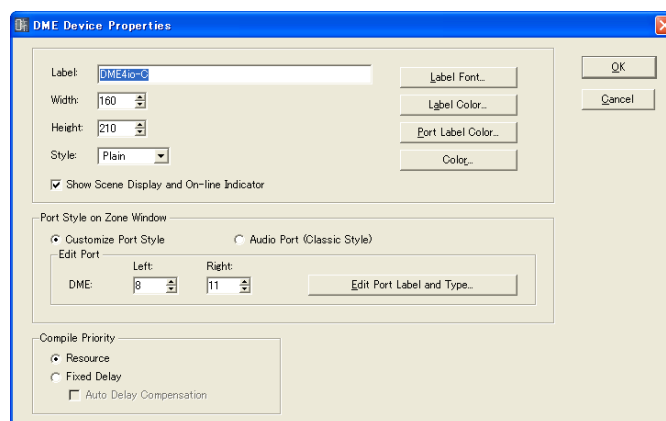 DME Device Properties
Label: DME4io-C
Label Font...
OK
Width: 160
Label Color...
Cancel
Height: 210
Port Label Color...
Style: Plain
Color...
Show Scene Display and On-line Indicator
Port Style on Zone Window
Customize Port Style
Audio Port (Classic Style)
Edit Port
Left: Right:
DME: 8 11
Edit Port Label and Type...
Compile Priority
Resource
Fixed Delay
Auto Delay Compensation